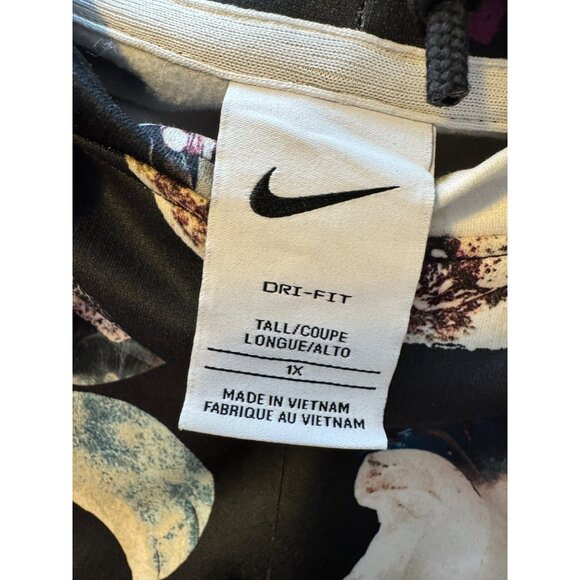 DRI-FIT
TALL/COUPE
LONGUE/ALTO
1X
MADE IN VIETNAM
FABRIQUE AU VIETNAM